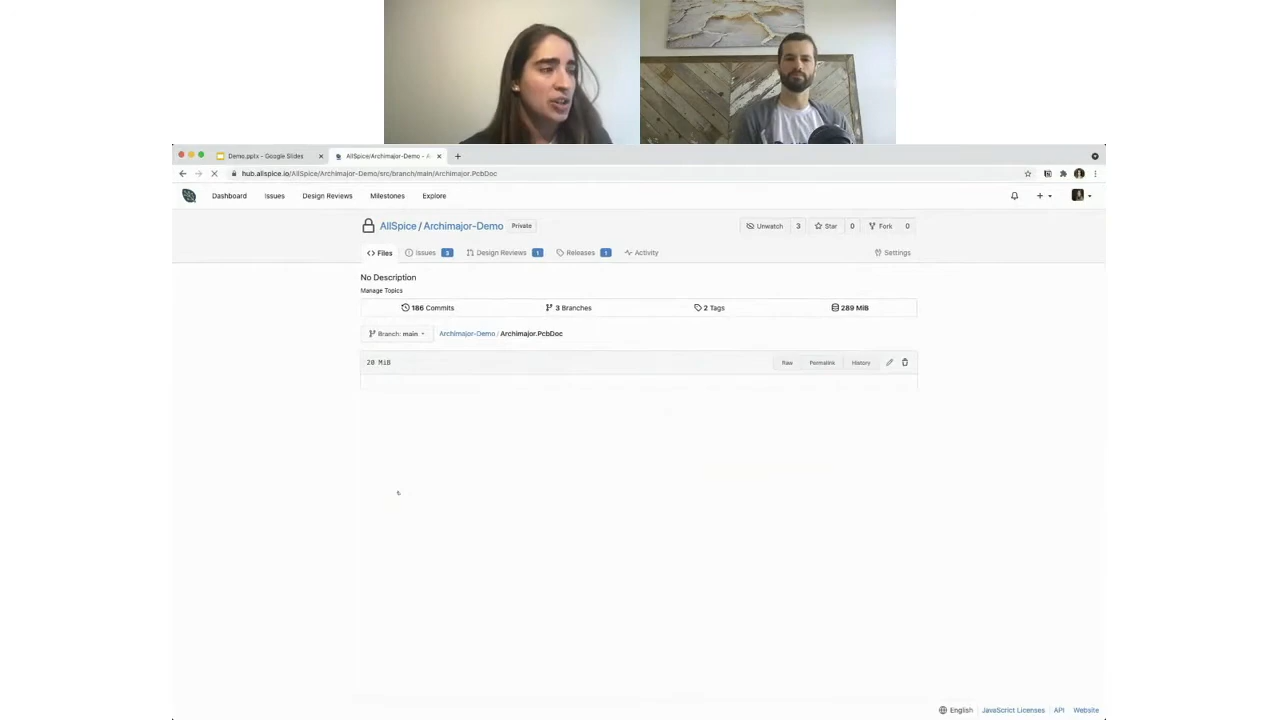 Demo.pptx - Google Slides
AllSpice/Archimajor-Demo - A
hub.allspice.io/AllSpice/Archimajor-Demo/src/branch/main/Archimajor.PcbDoc
Dashboard Issues Design Reviews Milestones Explore
AllSpice / Archimajor-Demo Private Unwatch 3 Star 0 Fork 0
Files Issues 3 Design Reviews 1 Releases 1 Activity Settings
No Description
Manage Topics
186 Commits 3 Branches 2 Tags 289 MiB
Branch: main Archimajor-Demo / Archimajor.PcbDoc
20 MiB Raw Permalink History
English JavaScript Licenses API Website